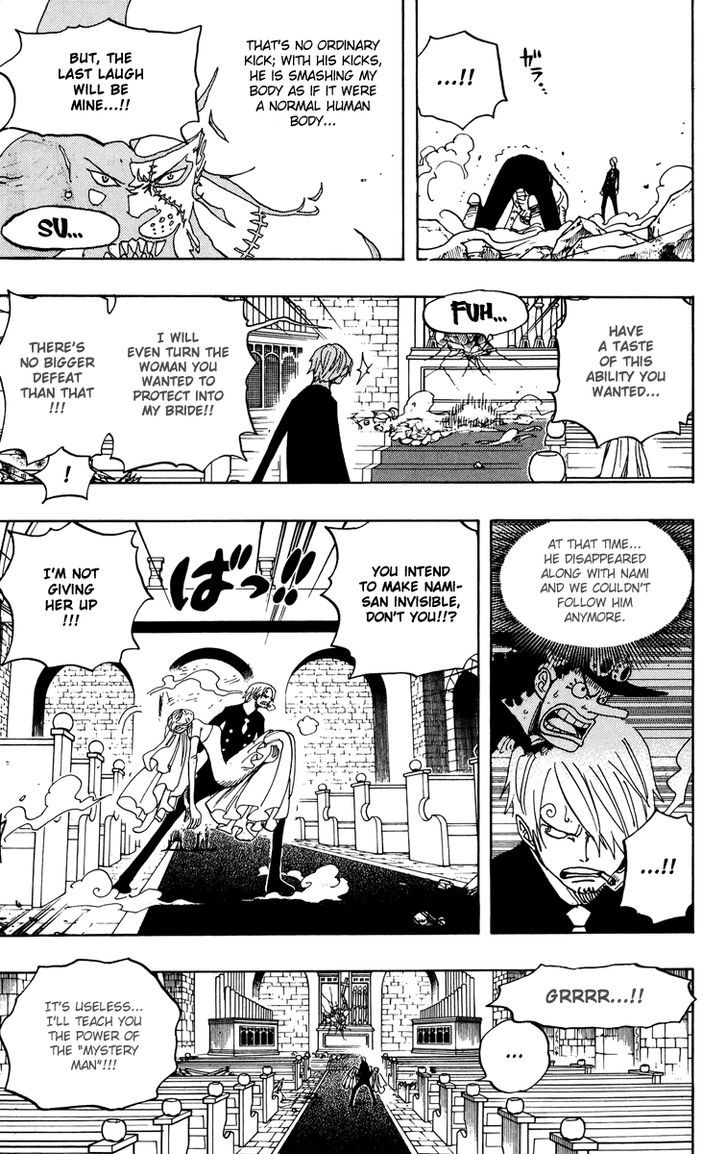 ...!!
ガラ..
THAT'S NO ORDINARY
KICK; WITH HIS KICKS,
HE IS SMASHING MY
BODY AS IF IT WERE
A NORMAL HUMAN
BODY...
BUT, THE
LAST LAUGH
WILL BE
MINE...!!
SU...
HAVE
A TASTE
OF THIS
ABILITY YOU
WANTED...
FUH...
I WILL
EVEN TURN THE
WOMAN YOU
WANTED TO
PROTECT INTO
MY BRIDE!!
THERE'S
NO BIGGER
DEFEAT
THAN THAT
!!!
!
AT THAT TIME...
HE DISAPPEARED
ALONG WITH NAMI
AND WE COULDN'T
FOLLOW HIM
ANYMORE.
...!!
YOU INTEND
TO MAKE NAMI-
SAN INVISIBLE,
DON'T YOU!!?
ばっ!!
I'M NOT
GIVING
HER UP
!!!
GRRRR...!!
...
IT'S USELESS...
I'LL TEACH YOU
THE POWER OF
THE "MYSTERY
MAN"!!!